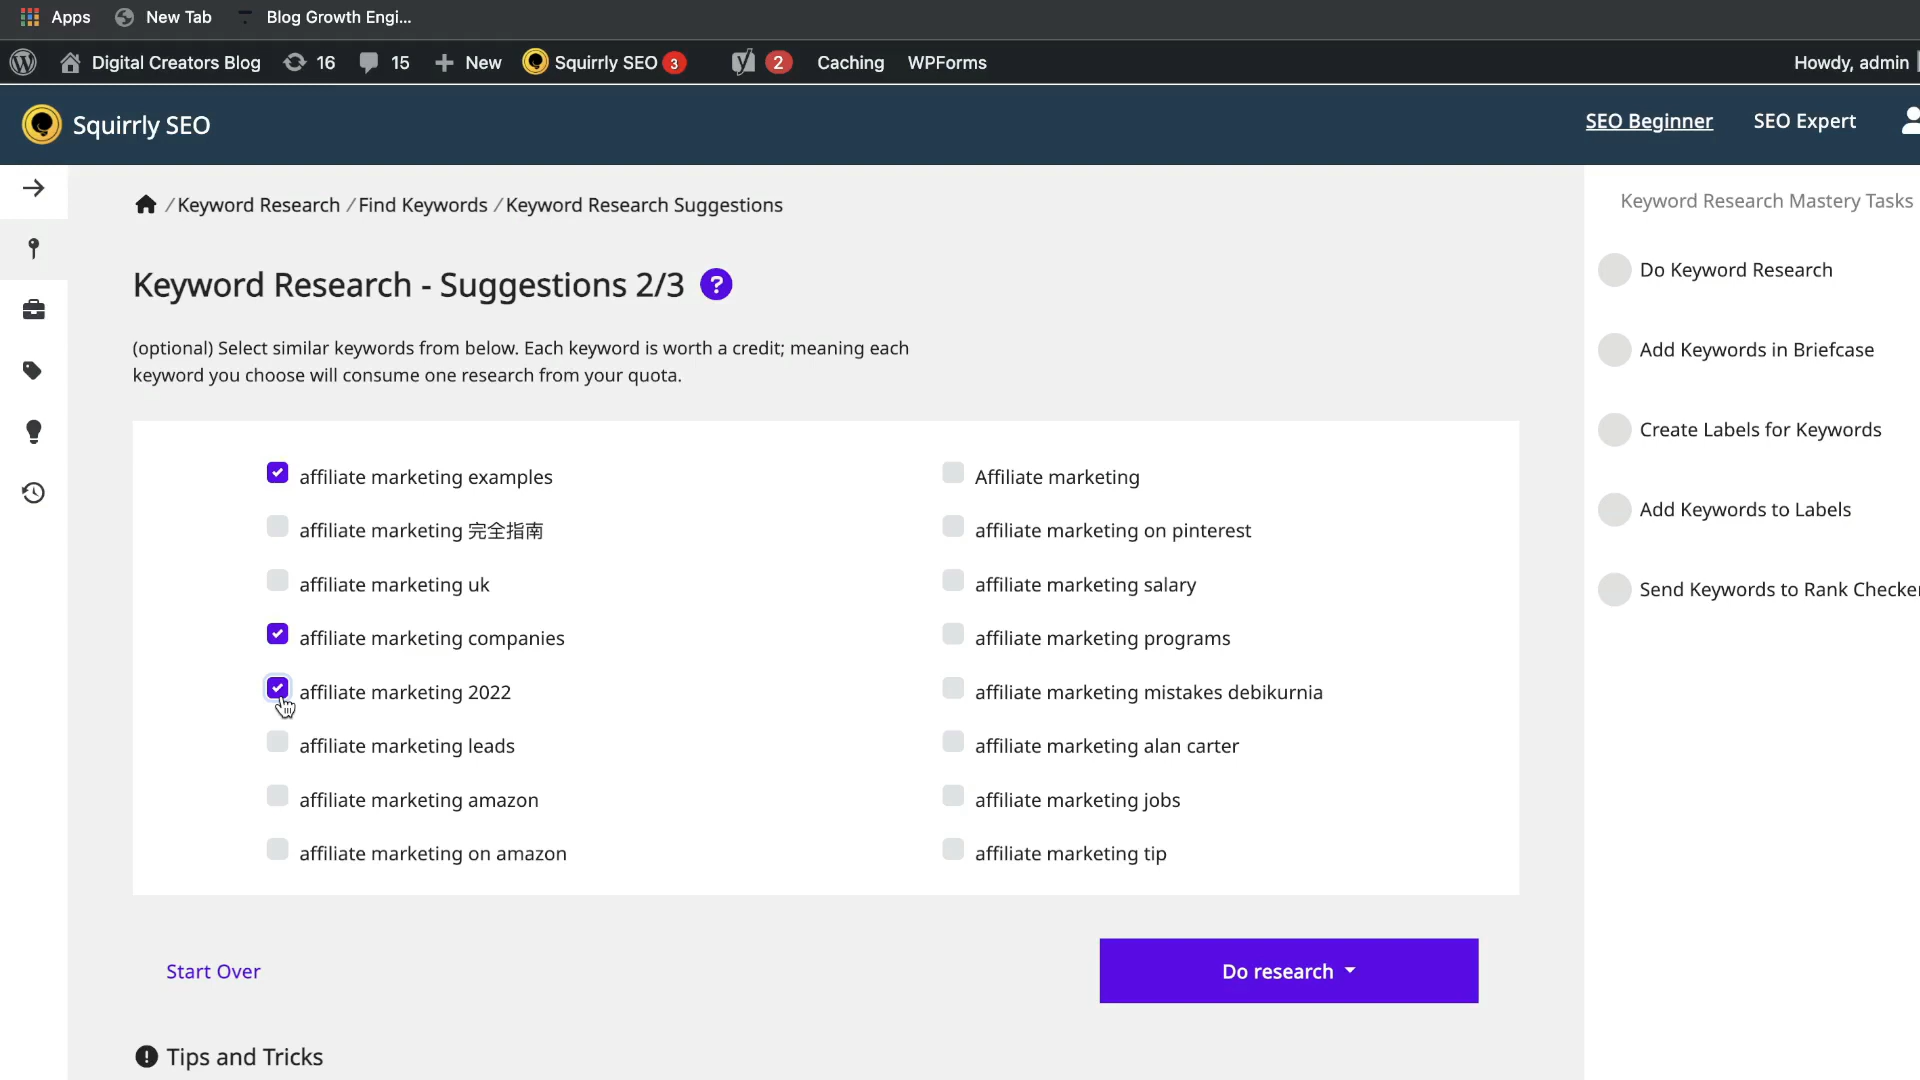 Apps New Tab Blog Growth Engi...
Digital Creators Blog 16 15 New Squirrly SEO 3 2 Caching WPForms Howdy, admin
Squirrly SEO SEO Beginner SEO Expert
/ Keyword Research / Find Keywords / Keyword Research Suggestions
Keyword Research - Suggestions 2/3 ?
(optional) Select similar keywords from below. Each keyword is worth a credit; meaning each
keyword you choose will consume one research from your quota.
affiliate marketing examples
affiliate marketing 完全指南
affiliate marketing uk
affiliate marketing companies
affiliate marketing 2022
affiliate marketing leads
affiliate marketing amazon
affiliate marketing on amazon
Affiliate marketing
affiliate marketing on pinterest
affiliate marketing salary
affiliate marketing programs
affiliate marketing mistakes debikurnia
affiliate marketing alan carter
affiliate marketing jobs
affiliate marketing tip
Start Over
Do research
Tips and Tricks
Keyword Research Mastery Tasks
Do Keyword Research
Add Keywords in Briefcase
Create Labels for Keywords
Add Keywords to Labels
Send Keywords to Rank Checker